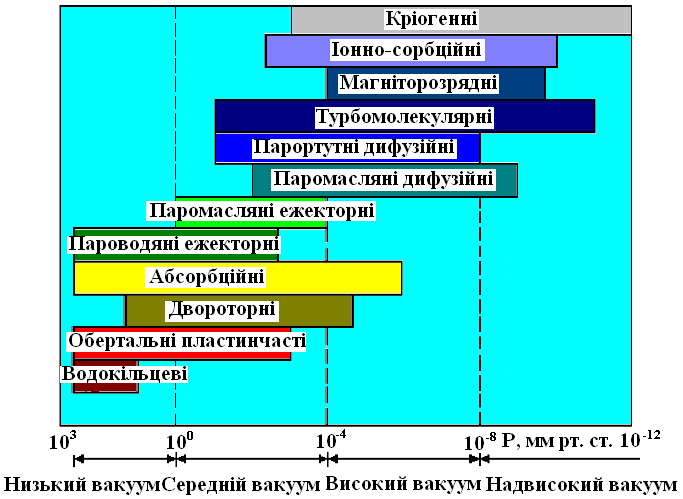 Кріогенні
Іонно-сорбційні
Магніторозрядні
Турбомолекулярні
Парортутні дифузійні
Паромасляні дифузійні
Паромасляні ежекторні
Пароводяні ежекторні
Абсорбційні
Двороторні
Обертальні пластинчасті
Водокільцеві
10³ 10⁰ 10⁻⁴ 10⁻⁸ Р, мм рт. ст. 10⁻¹²
Низький вакуум Середній вакуум Високий вакуум Надвисокий вакуум